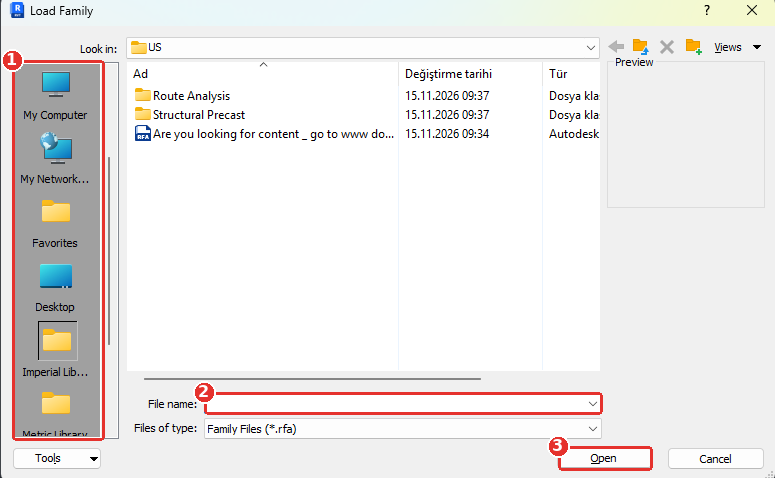 Load Family
?
1
Look in:
US
Views
My Computer
My Network...
Favorites
Desktop
Imperial Lib...
Metric Library
Ad
Değiştirme tarihi
Tür
Route Analysis
15.11.2026 09:37
Dosya klas
Structural Precast
15.11.2026 09:37
Dosya klas
RFA
Are you looking for content _ go to www do...
15.11.2026 09:34
Autodesk
Preview
2
File name:
Files of type:
Family Files (*.rfa)
3
Tools
Open
Cancel